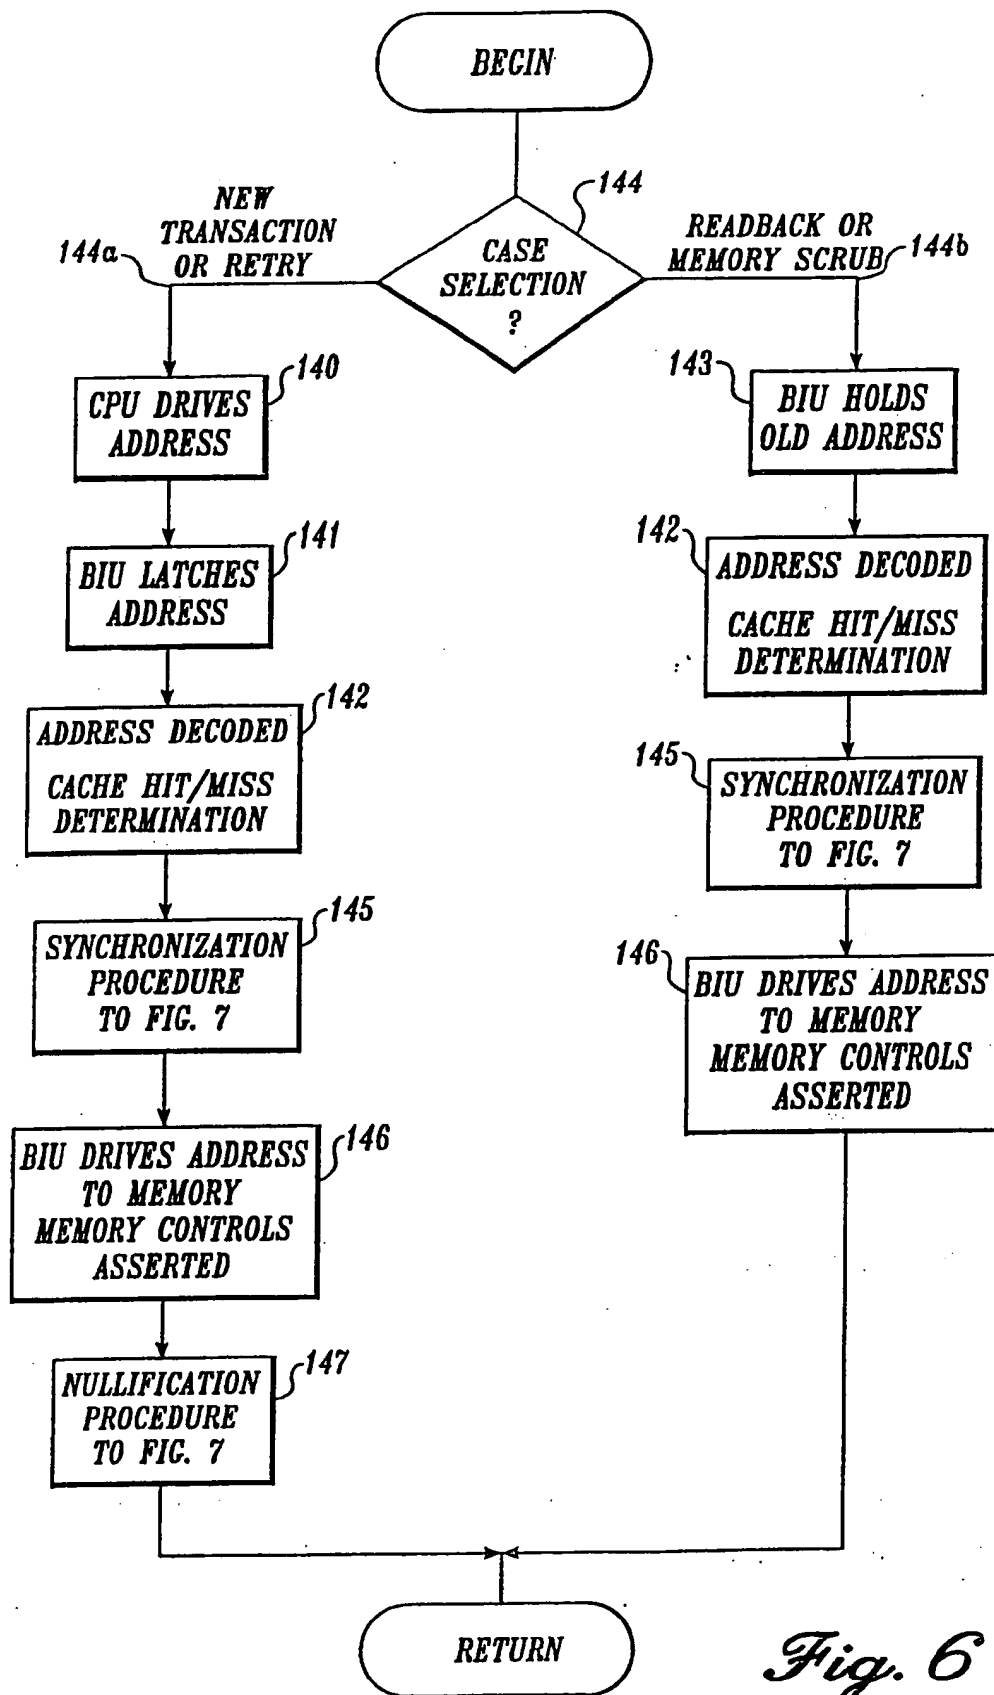 BEGIN
144
CASE
SELECTION
?
NEW
TRANSACTION
OR RETRY
144a
READBACK OR
MEMORY SCRUB
144b
140
CPU DRIVES
ADDRESS
141
BIU LATCHES
ADDRESS
142
ADDRESS DECODED
CACHE HIT/MISS
DETERMINATION
145
SYNCHRONIZATION
PROCEDURE
TO FIG. 7
146
BIU DRIVES ADDRESS
TO MEMORY
MEMORY CONTROLS
ASSERTED
147
NULLIFICATION
PROCEDURE
TO FIG. 7
143
BIU HOLDS
OLD ADDRESS
142
ADDRESS DECODED
CACHE HIT/MISS
DETERMINATION
145
SYNCHRONIZATION
PROCEDURE
TO FIG. 7
146
BIU DRIVES ADDRESS
TO MEMORY
MEMORY CONTROLS
ASSERTED
RETURN
Fig. 6